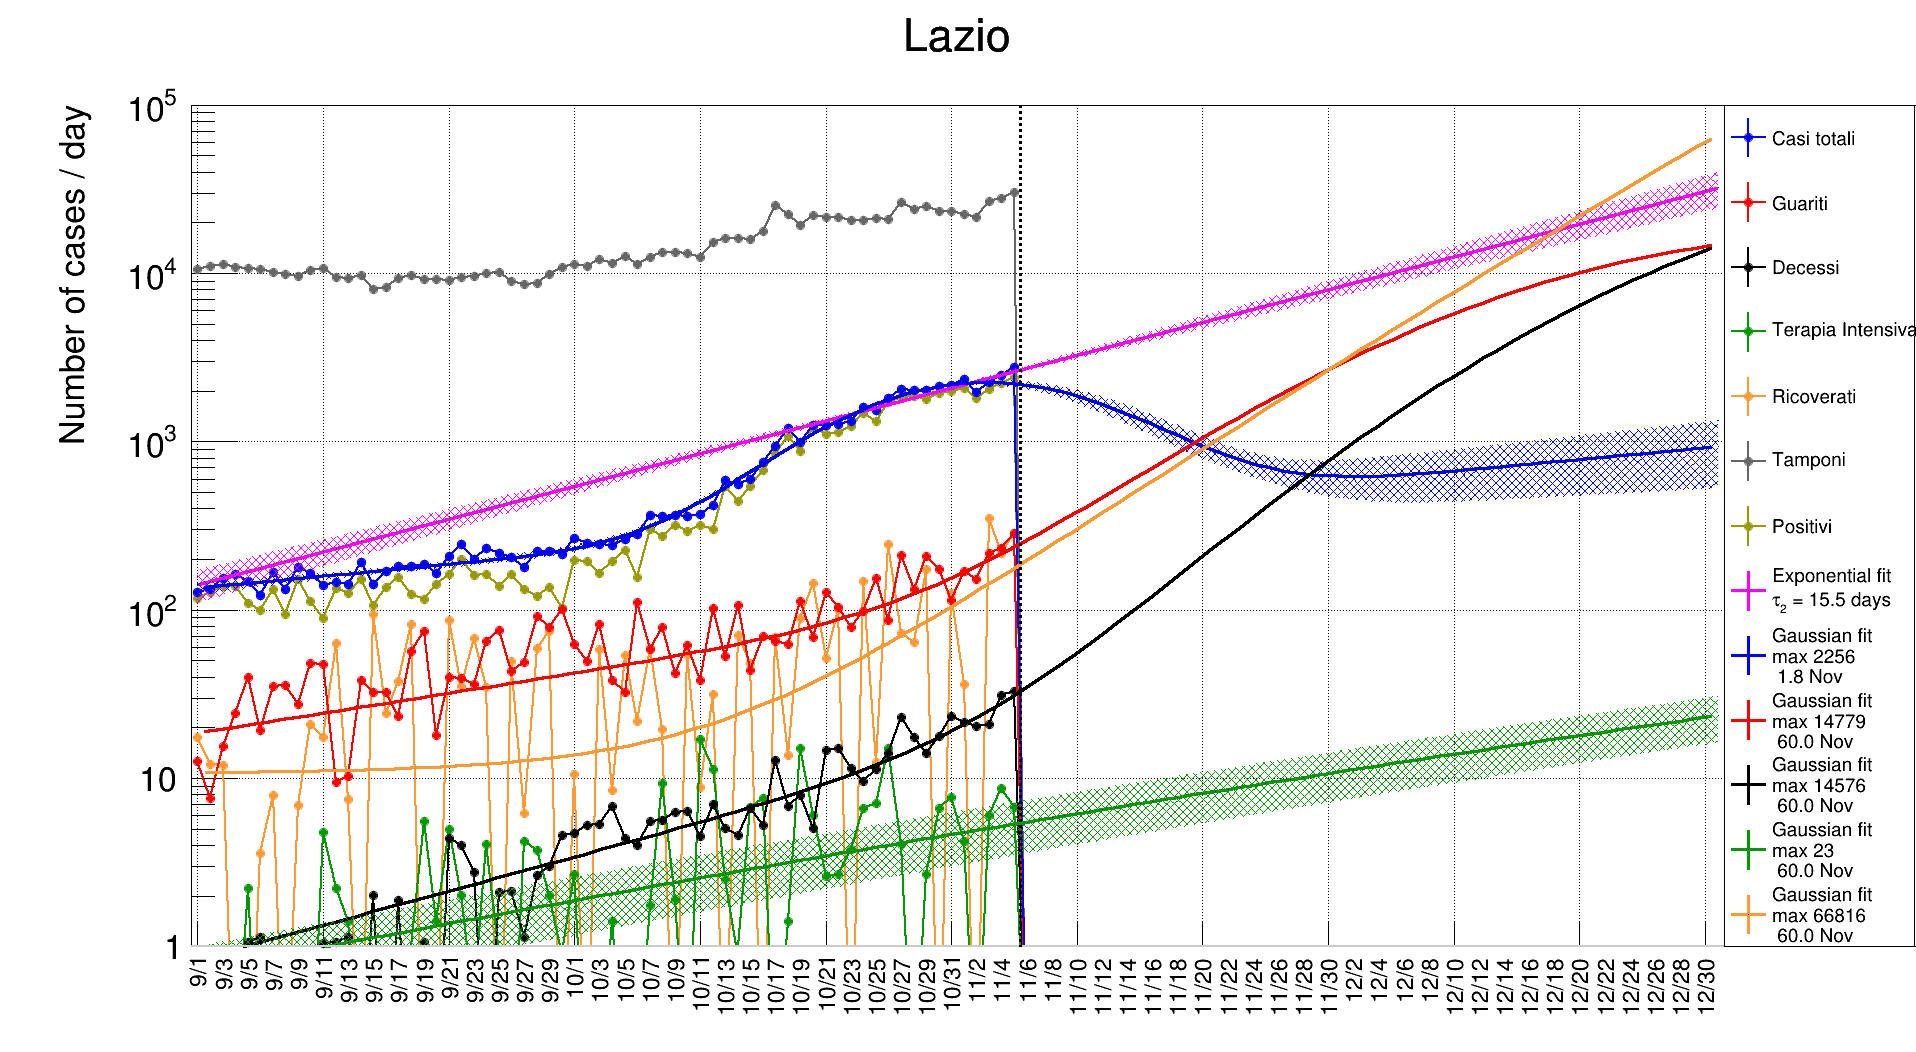 Lazio
Number of cases / day
10^5
10^4
10^3
10^2
10
1
9/1
9/3
9/5
9/7
9/9
9/11
9/13
9/15
9/17
9/19
9/21
9/23
9/25
9/27
9/29
10/1
10/3
10/5
10/7
10/9
10/11
10/13
10/15
10/17
10/19
10/21
10/23
10/25
10/27
10/29
10/31
11/2
11/4
11/6
11/8
11/10
11/12
11/14
11/16
11/18
11/20
11/22
11/24
11/26
11/28
11/30
12/2
12/4
12/6
12/8
12/10
12/12
12/14
12/16
12/18
12/20
12/22
12/24
12/26
12/28
12/30
Casi totali
Guariti
Decessi
Terapia Intensiva
Ricoverati
Tamponi
Positivi
Exponential fit
τ₂ = 15.5 days
Gaussian fit
max 2256
1.8 Nov
Gaussian fit
max 14779
60.0 Nov
Gaussian fit
max 14576
60.0 Nov
Gaussian fit
max 23
60.0 Nov
Gaussian fit
max 66816
60.0 Nov